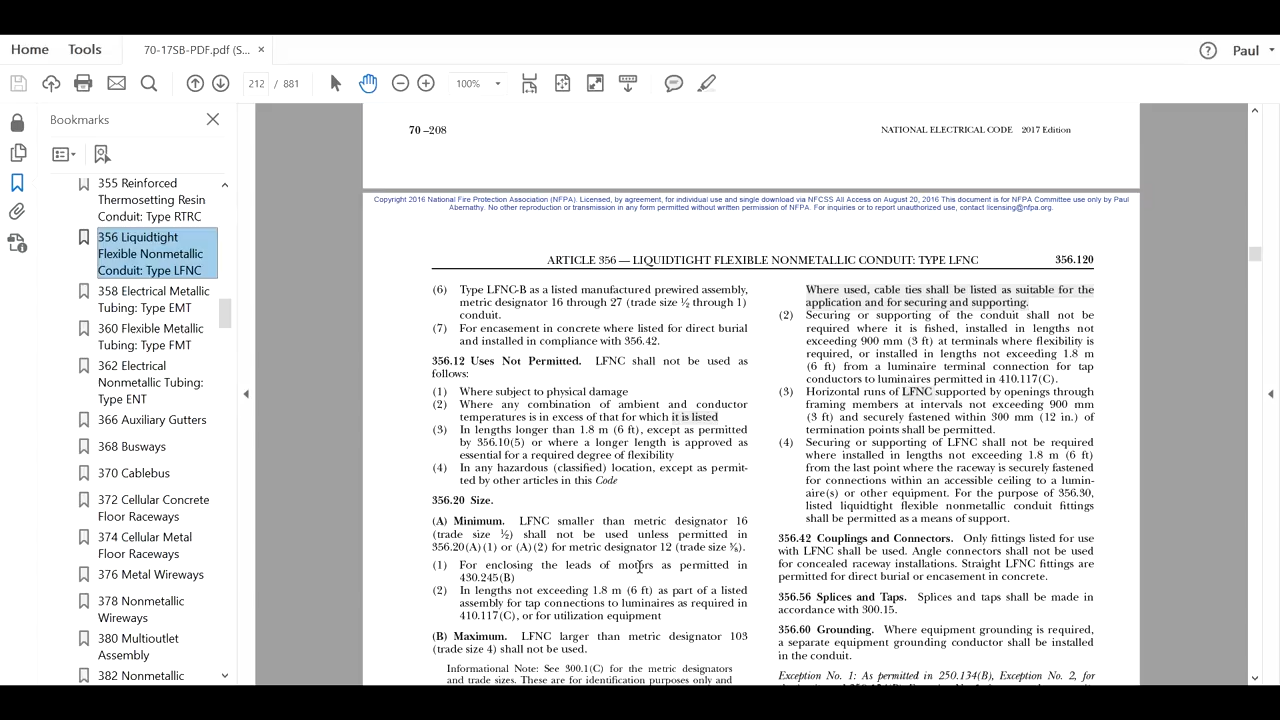 Home Tools 70-17SB-PDF.pdf (S... × ? Paul
212 / 881 100%
Bookmarks
355 Reinforced
Thermosetting Resin
Conduit: Type RTRC
356 Liquidtight
Flexible Nonmetallic
Conduit: Type LFNC
358 Electrical Metallic
Tubing: Type EMT
360 Flexible Metallic
Tubing: Type FMT
362 Electrical
Nonmetallic Tubing:
Type ENT
366 Auxiliary Gutters
368 Busways
370 Cablebus
372 Cellular Concrete
Floor Raceways
374 Cellular Metal
Floor Raceways
376 Metal Wireways
378 Nonmetallic
Wireways
380 Multioutlet
Assembly
382 Nonmetallic
70 –208 NATIONAL ELECTRICAL CODE 2017 Edition
Copyright 2016 National Fire Protection Association (NFPA). Licensed, by agreement, for individual use and single download via NFCSS All Access on August 20, 2016 This document is for NFPA Committee use only by Paul
Abernathy. No other reproduction or transmission in any form permitted without written permission of NFPA. For inquiries or to report unauthorized use, contact licensing@nfpa.org.
ARTICLE 356 — LIQUIDTIGHT FLEXIBLE NONMETALLIC CONDUIT: TYPE LFNC 356.120
(6) Type LFNC-B as a listed manufactured prewired assembly,
metric designator 16 through 27 (trade size ½ through 1)
conduit.
(7) For encasement in concrete where listed for direct burial
and installed in compliance with 356.42.
356.12 Uses Not Permitted. LFNC shall not be used as
follows:
(1) Where subject to physical damage
(2) Where any combination of ambient and conductor
temperatures is in excess of that for which it is listed
(3) In lengths longer than 1.8 m (6 ft), except as permitted
by 356.10(5) or where a longer length is approved as
essential for a required degree of flexibility
(4) In any hazardous (classified) location, except as permit-
ted by other articles in this Code
356.20 Size.
(A) Minimum. LFNC smaller than metric designator 16
(trade size ½) shall not be used unless permitted in
356.20(A)(1) or (A)(2) for metric designator 12 (trade size ⅜).
(1) For enclosing the leads of motors as permitted in
430.245(B)
(2) In lengths not exceeding 1.8 m (6 ft) as part of a listed
assembly for tap connections to luminaires as required in
410.117(C), or for utilization equipment
(B) Maximum. LFNC larger than metric designator 103
(trade size 4) shall not be used.
Informational Note: See 300.1(C) for the metric designators
and trade sizes. These are for identification purposes only and
Where used, cable ties shall be listed as suitable for the
application and for securing and supporting.
(2) Securing or supporting of the conduit shall not be
required where it is fished, installed in lengths not
exceeding 900 mm (3 ft) at terminals where flexibility is
required, or installed in lengths not exceeding 1.8 m
(6 ft) from a luminaire terminal connection for tap
conductors to luminaires permitted in 410.117(C).
(3) Horizontal runs of LFNC supported by openings through
framing members at intervals not exceeding 900 mm
(3 ft) and securely fastened within 300 mm (12 in.) of
termination points shall be permitted.
(4) Securing or supporting of LFNC shall not be required
where installed in lengths not exceeding 1.8 m (6 ft)
from the last point where the raceway is securely fastened
for connections within an accessible ceiling to a lumin-
aire(s) or other equipment. For the purpose of 356.30,
listed liquidtight flexible nonmetallic conduit fittings
shall be permitted as a means of support.
356.42 Couplings and Connectors. Only fittings listed for use
with LFNC shall be used. Angle connectors shall not be used
for concealed raceway installations. Straight LFNC fittings are
permitted for direct burial or encasement in concrete.
356.56 Splices and Taps. Splices and taps shall be made in
accordance with 300.15.
356.60 Grounding. Where equipment grounding is required,
a separate equipment grounding conductor shall be installed
in the conduit.
Exception No. 1: As permitted in 250.134(B), Exception No. 2, for